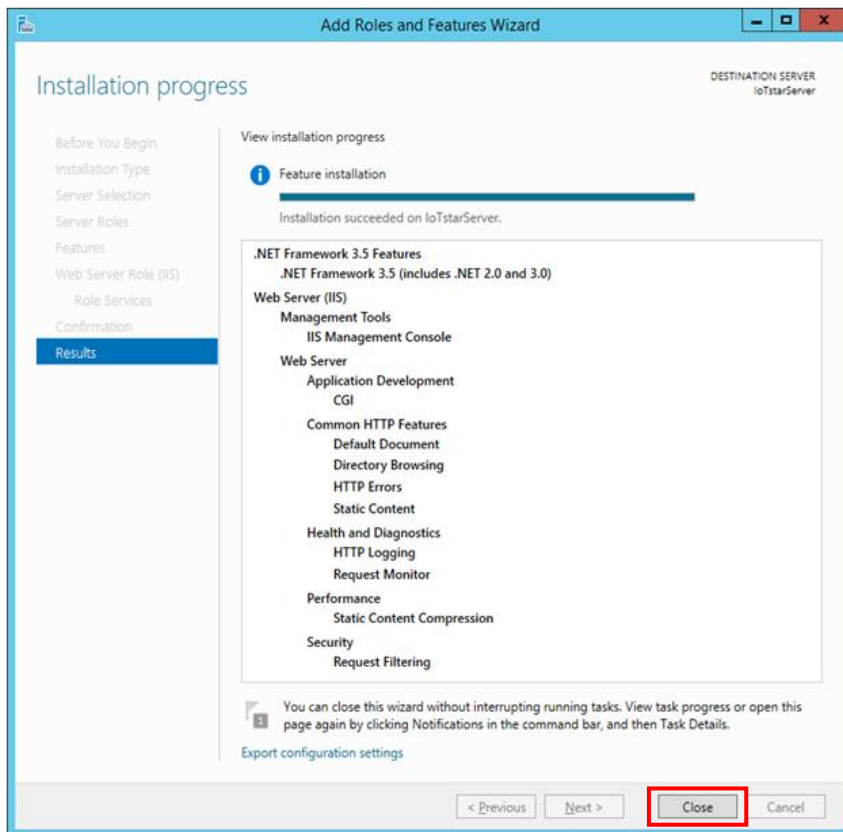 Add Roles and Features Wizard
Installation progress
DESTINATION SERVER
IoTstarServer
Before You Begin
Installation Type
Server Selection
Server Roles
Features
Web Server Role (IIS)
Role Services
Confirmation
Results
View installation progress
Feature installation
Installation succeeded on IoTstarServer.
.NET Framework 3.5 Features
.NET Framework 3.5 (includes .NET 2.0 and 3.0)
Web Server (IIS)
Management Tools
IIS Management Console
Web Server
Application Development
CGI
Common HTTP Features
Default Document
Directory Browsing
HTTP Errors
Static Content
Health and Diagnostics
HTTP Logging
Request Monitor
Performance
Static Content Compression
Security
Request Filtering
1
You can close this wizard without interrupting running tasks. View task progress or open this
page again by clicking Notifications in the command bar, and then Task Details.
Export configuration settings
< Previous
Next >
Close
Cancel